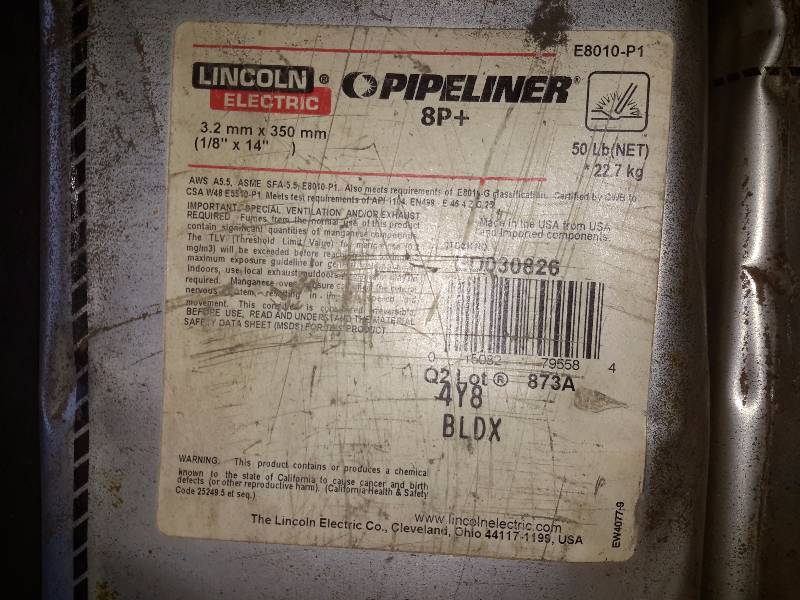 E8010-P1
LINCOLN ®
ELECTRIC
PIPELINER®
8P+
3.2 mm x 350 mm
(1/8" x 14" )
50 Lb(NET)
* 22.7 kg
AWS A5.5, ASME SFA-5.5, E8010-P1. Also meets requirements of E8010-G classification. Certified by CWB to
CSA W48 E5510-P1. Meets test requirements of API-1104, EN499 - E 46 4 Z C 25
IMPORTANT: SPECIAL VENTILATION AND/OR EXHAUST
REQUIRED - Fumes from the normal use of this product
contain significant quantities of manganese compounds.
The TLV (Threshold Limit Value) for
mg/m3) will be exceeded before
maximum exposure guideline for
Indoors, use local exhaust outdoors
required. Manganese over
nervous system, resulting in
movement. This condition is considered irreversible.
BEFORE USE, READ AND UNDERSTAND THE MATERIAL
SAFETY DATA SHEET (MSDS) FOR THIS PRODUCT
Made in the USA from USA
and imported components.
STOCK NO.
030826
0 15082 79558 4
Q2 Lot ® 873A
4Y8
BLDX
WARNING: This product contains or produces a chemical
known to the state of California to cause cancer and birth
defects (or other reproductive harm). (California Health & Safety
Code 25249.5 et seq.)
www.lincolnelectric.com
The Lincoln Electric Co., Cleveland, Ohio 44117-1199, USA
EW4077-9